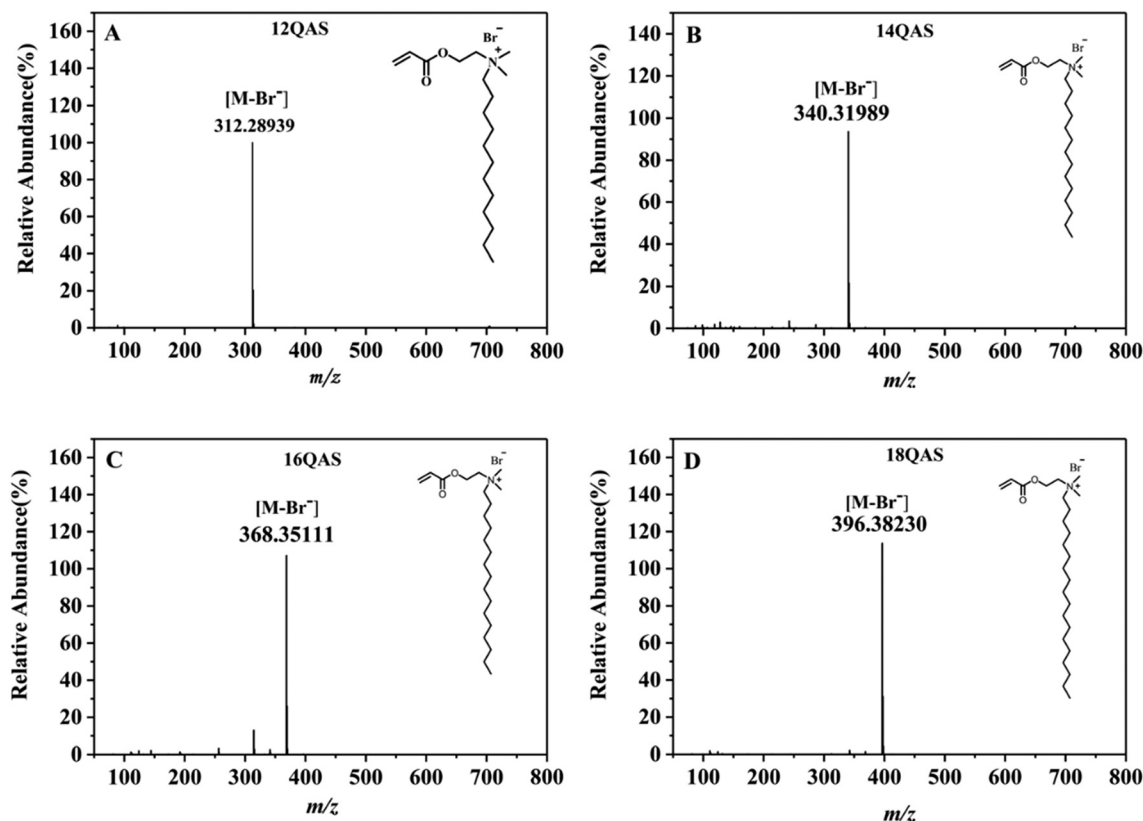 A
12QAS
Br⁻
O
O
N⁺
[M-Br⁻]
312.28939
Relative Abundance(%)
160
140
120
100
80
60
40
20
0
100 200 300 400 500 600 700 800
m/z
B
14QAS
Br⁻
O
O
N⁺
[M-Br⁻]
340.31989
Relative Abundance(%)
140
120
100
80
60
40
20
0
100 200 300 400 500 600 700 800
m/z
C
16QAS
Br⁻
O
O
N⁺
[M-Br⁻]
368.35111
Relative Abundance(%)
160
140
120
100
80
60
40
20
0
100 200 300 400 500 600 700 800
m/z
D
18QAS
Br⁻
O
O
N⁺
[M-Br⁻]
396.38230
Relative Abundance(%)
160
140
120
100
80
60
40
20
0
100 200 300 400 500 600 700 800
m/z